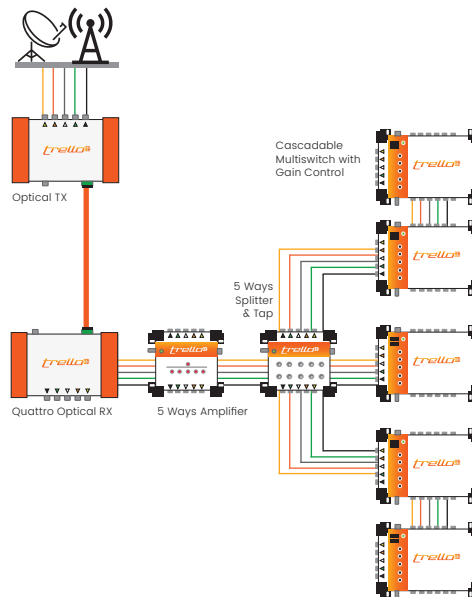 Cascadable
Multiswitch with
Gain Control
trello
trello
Optical TX
trello
5 Ways
Splitter
& Tap
trello
trello
trello
trello
Quattro Optical RX
5 Ways Amplifier
trello
trello